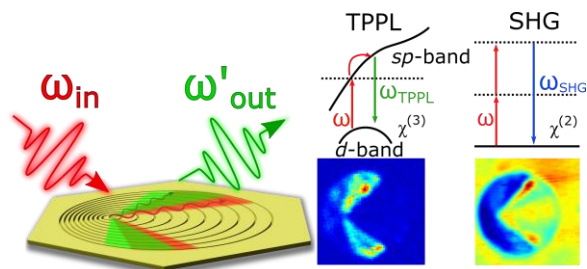 ω_in
ω'_out
TPPL
sp-band
ω
ω_TPPL
χ^(3)
d-band
SHG
ω
ω_SHG
χ^(2)